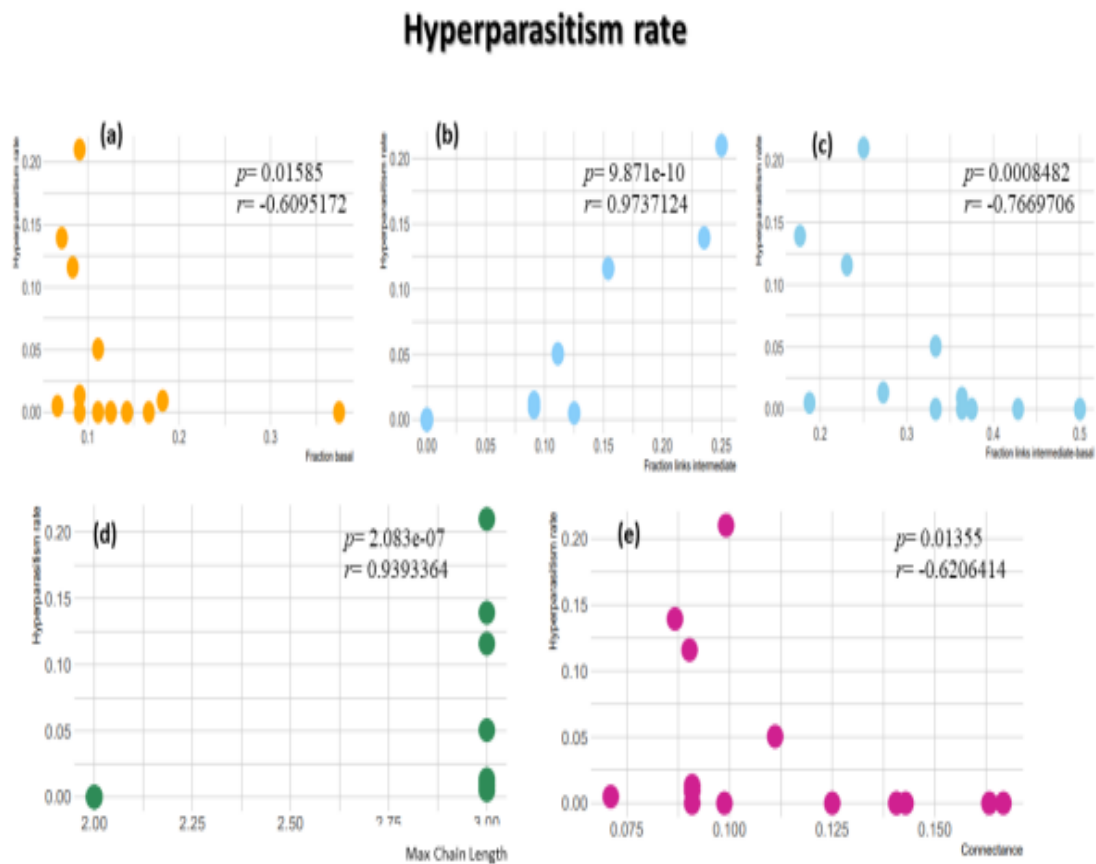 Hyperparasitism rate
(a)
Hyperparasitism rate
p= 0.01585
r= -0.6095172
0.20
0.15
0.10
0.05
0.00
0.1
0.2
0.3
Fraction basal
(b)
Hyperparasitism rate
p= 9.871e-10
r= 0.9737124
0.20
0.15
0.10
0.05
0.00
0.00
0.05
0.10
0.15
0.20
0.25
Fraction links intermediate
(c)
Hyperparasitism rate
p= 0.0008482
r= -0.7669706
0.20
0.15
0.10
0.05
0.00
0.2
0.3
0.4
0.5
Fraction links intermediate-basal
(d)
Hyperparasitism rate
p= 2.083e-07
r= 0.9393364
0.20
0.15
0.10
0.05
0.00
2.00
2.25
2.50
2.75
3.00
Max Chain Length
(e)
Hyperparasitism rate
p= 0.01355
r= -0.6206414
0.20
0.15
0.10
0.05
0.00
0.075
0.100
0.125
0.150
Connectance